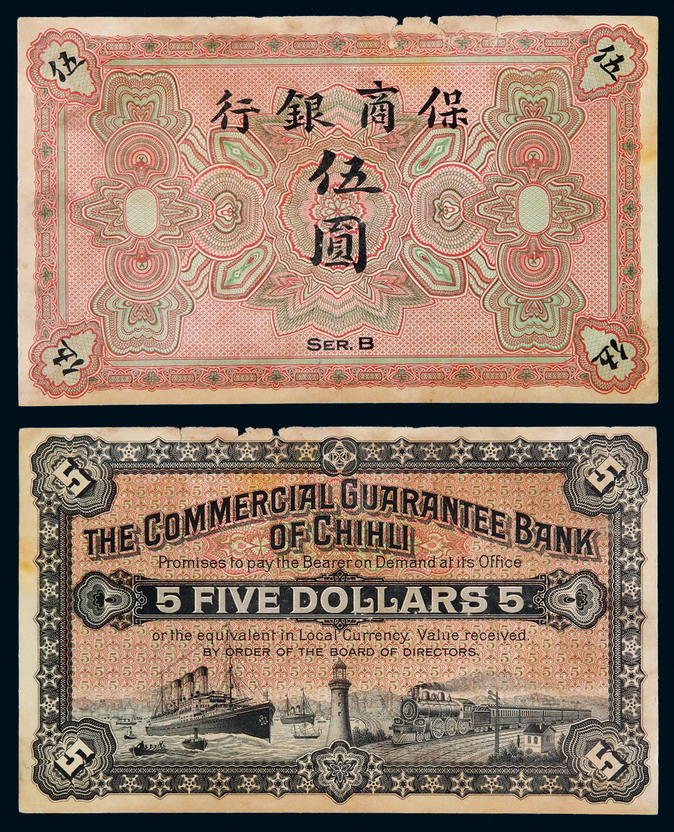 伍 伍
保商銀行
伍
圓
SER. B
伍 伍
5 5
THE COMMERCIAL GUARANTEE BANK
OF CHIHLI
Promises to pay the Bearer on Demand at its Office
5 FIVE DOLLARS 5
or the equivalent in Local Currency. Value received.
BY ORDER OF THE BOARD OF DIRECTORS.
5 5